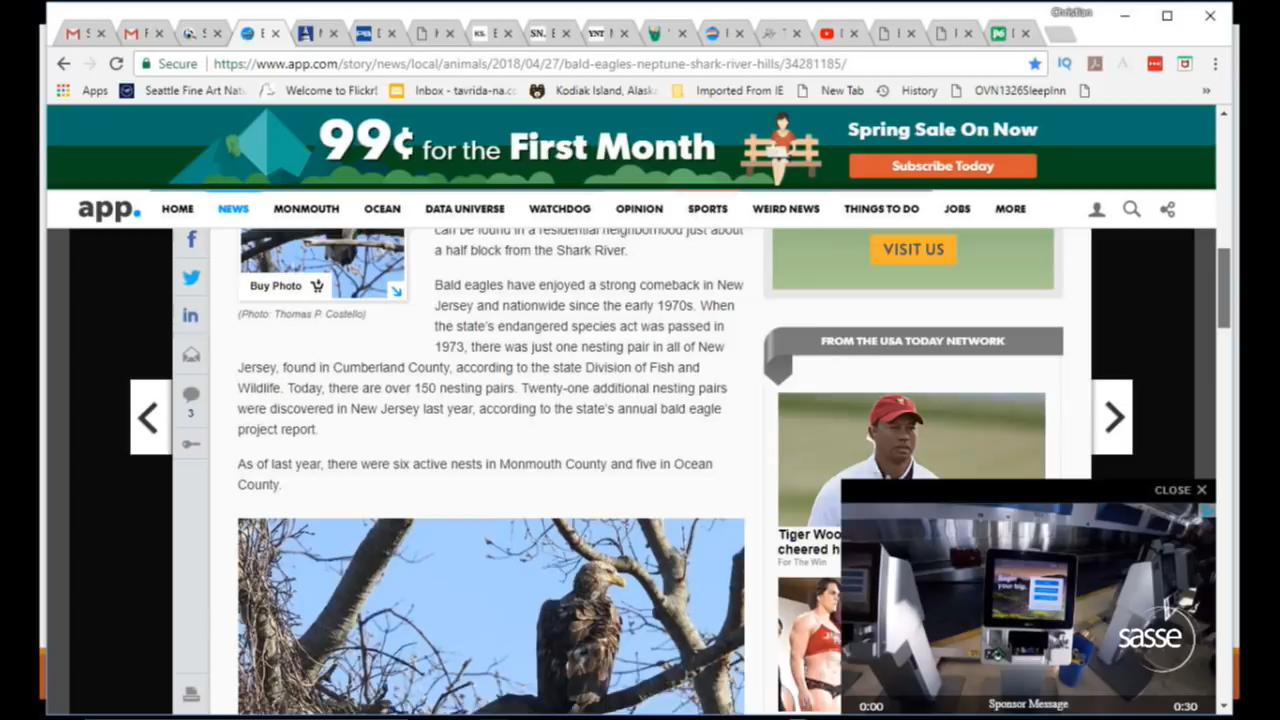 Christian
Secure https://www.app.com/story/news/local/animals/2018/04/27/bald-eagles-neptune-shark-river-hills/34281185/
Apps Seattle Fine Art Nat Welcome to Flickr! Inbox - tavrida-na.c Kodiak Island, Alaska Imported From IE New Tab History OVN1326SleepInn
99¢ for the First Month
Spring Sale On Now
Subscribe Today
app. HOME NEWS MONMOUTH OCEAN DATA UNIVERSE WATCHDOG OPINION SPORTS WEIRD NEWS THINGS TO DO JOBS MORE
can be found in a residential neighborhood just about
a half block from the Shark River.
Buy Photo
(Photo: Thomas P. Costello)
Bald eagles have enjoyed a strong comeback in New
Jersey and nationwide since the early 1970s. When
the state's endangered species act was passed in
1973, there was just one nesting pair in all of New
Jersey, found in Cumberland County, according to the state Division of Fish and
Wildlife. Today, there are over 150 nesting pairs. Twenty-one additional nesting pairs
were discovered in New Jersey last year, according to the state's annual bald eagle
project report.
As of last year, there were six active nests in Monmouth County and five in Ocean
County.
3
VISIT US
FROM THE USA TODAY NETWORK
Tiger Woo
cheered h
For The Win
CLOSE X
sasse
0:00 Sponsor Message 0:30